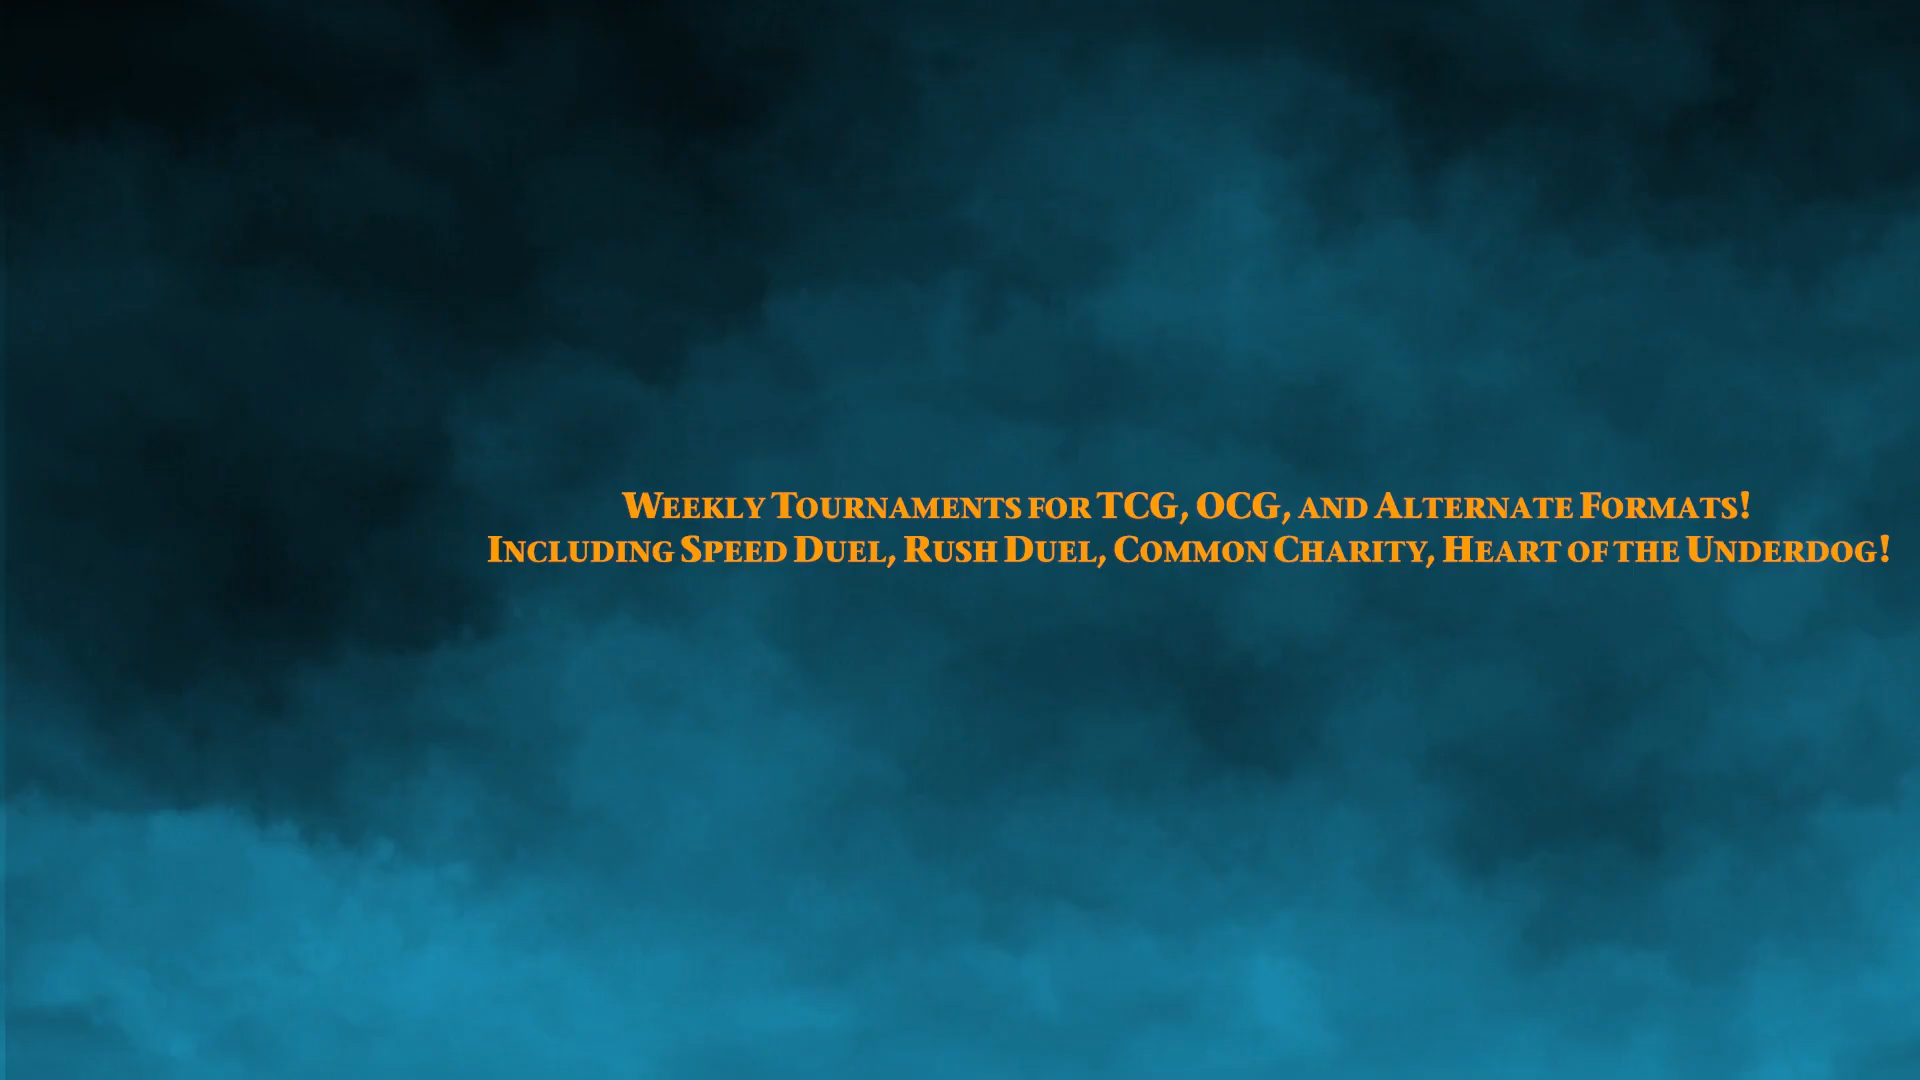 Weekly Tournaments for TCG, OCG, and Alternate Formats!
Including Speed Duel, Rush Duel, Common Charity, Heart of the Underdog!